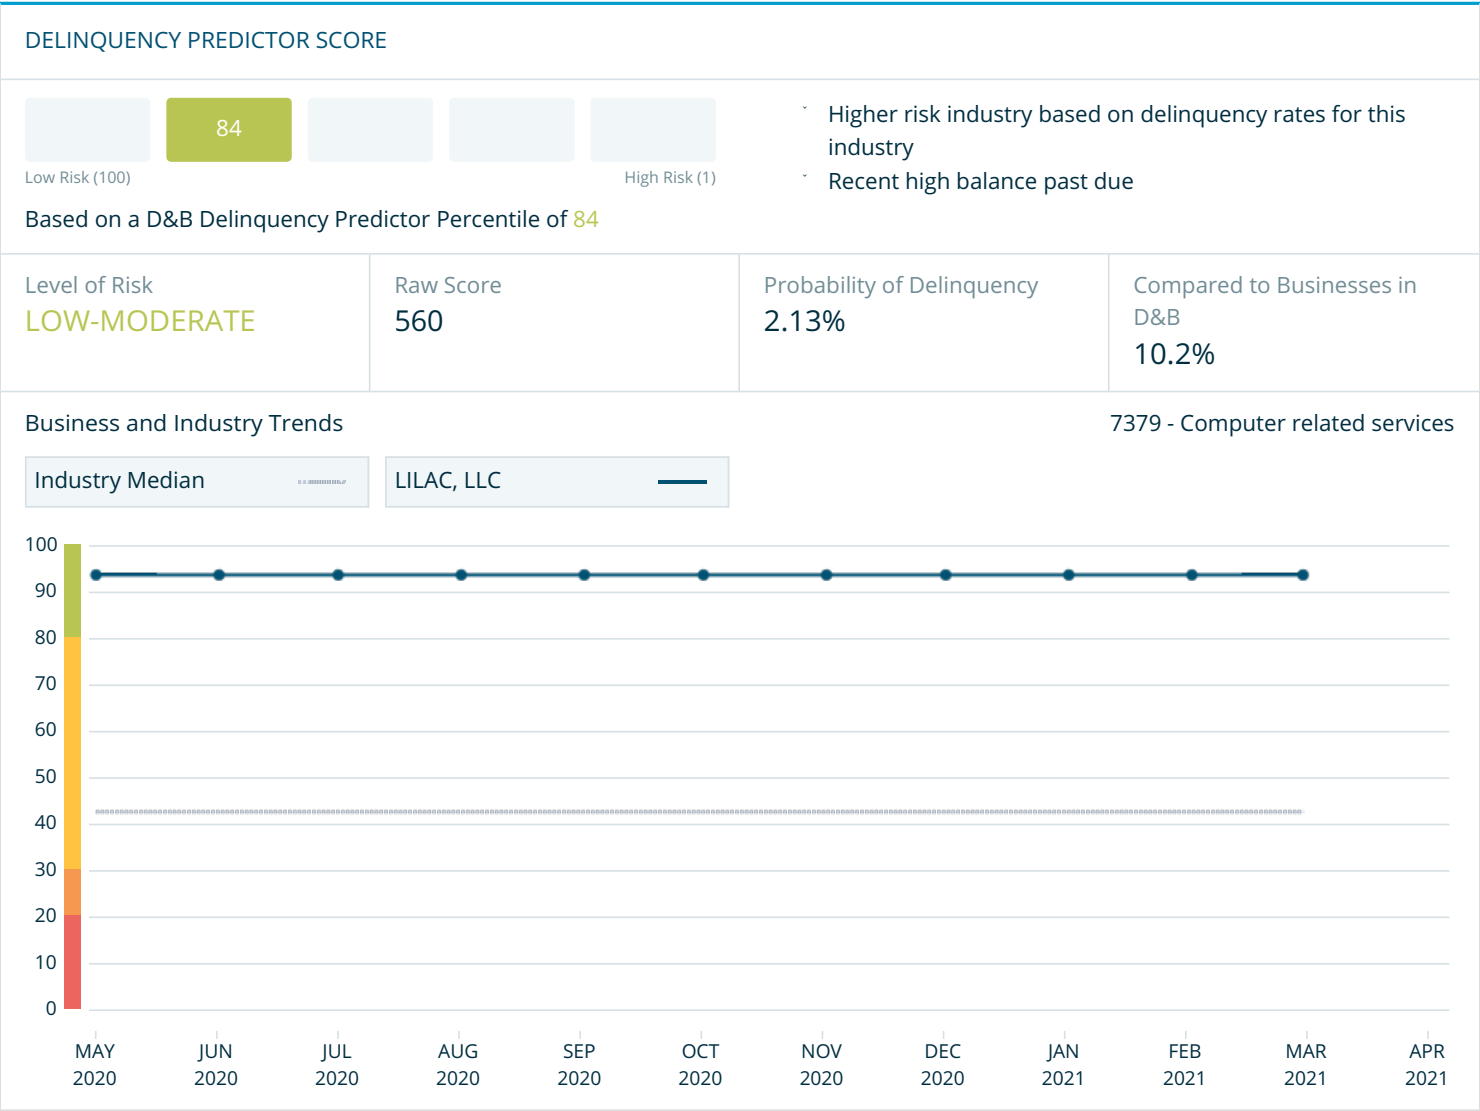 DELINQUENCY PREDICTOR SCORE
84
Low Risk (100)
High Risk (1)
Based on a D&B Delinquency Predictor Percentile of 84
Higher risk industry based on delinquency rates for this
industry
Recent high balance past due
Level of Risk
LOW-MODERATE
Raw Score
560
Probability of Delinquency
2.13%
Compared to Businesses in
D&B
10.2%
Business and Industry Trends
7379 - Computer related services
Industry Median
LILAC, LLC
100
90
80
70
60
50
40
30
20
10
0
MAY JUN JUL AUG SEP OCT NOV DEC JAN FEB MAR APR
2020 2020 2020 2020 2020 2020 2020 2020 2021 2021 2021 2021